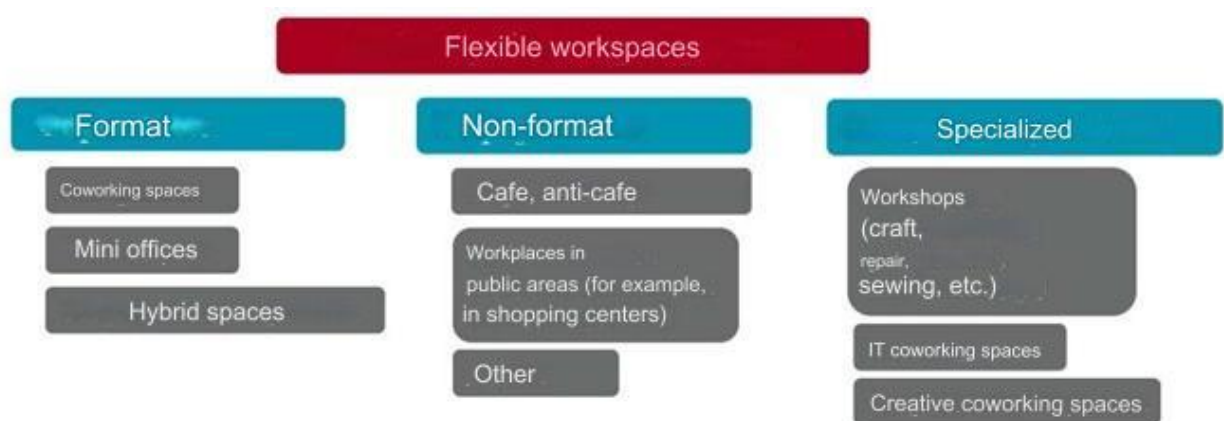 Flexible workspaces
Format
Coworking spaces
Mini offices
Hybrid spaces
Non-format
Cafe, anti-cafe
Workplaces in
public areas (for example,
in shopping centers)
Other
Specialized
Workshops
(craft,
repair,
sewing, etc.)
IT coworking spaces
Creative coworking spaces